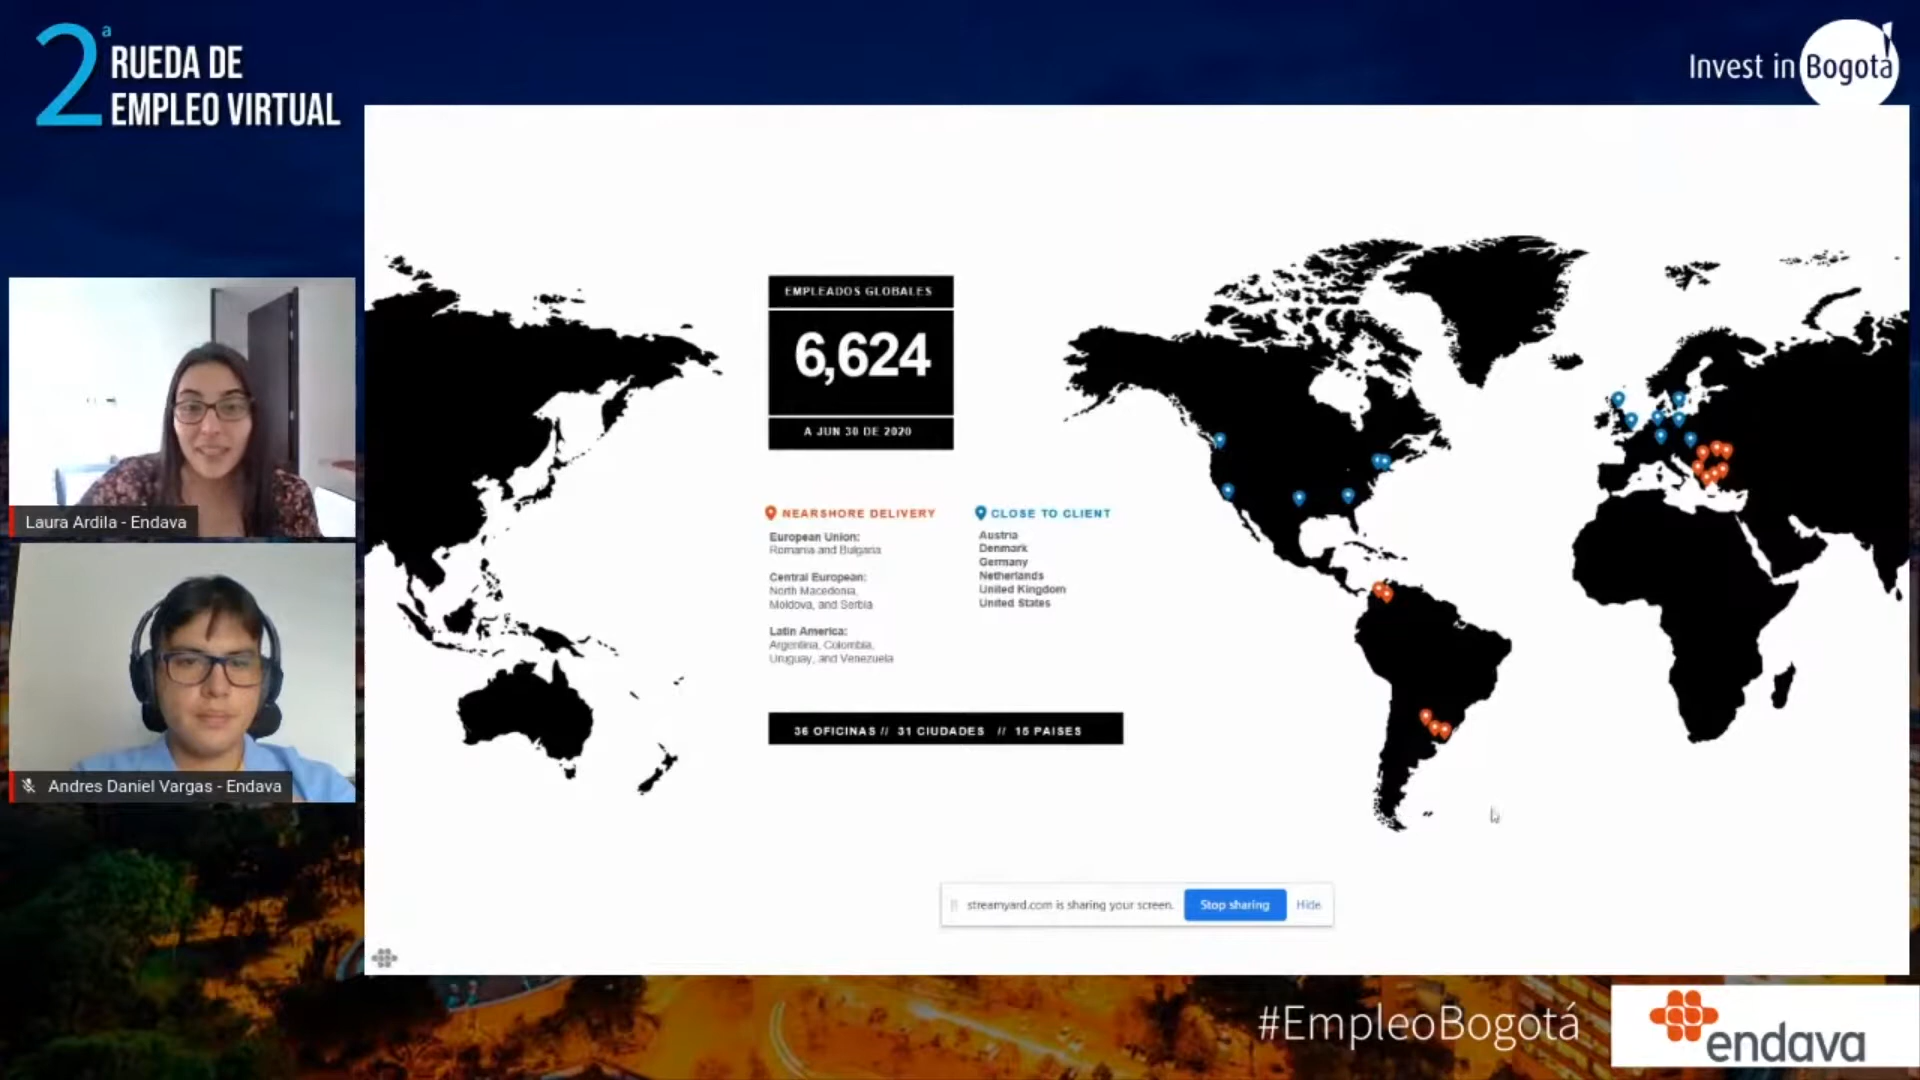 2ª
RUEDA DE
EMPLEO VIRTUAL
Invest in Bogotá
EMPLEADOS GLOBALES
6,624
A JUN 30 DE 2020
NEARSHORE DELIVERY
European Union:
Romania and Bulgaria
Central European:
North Macedonia,
Moldova, and Serbia
Latin America:
Argentina, Colombia,
Uruguay, and Venezuela
CLOSE TO CLIENT
Austria
Denmark
Germany
Netherlands
United Kingdom
United States
36 OFICINAS // 31 CIUDADES // 15 PAISES
Laura Ardila - Endava
Andres Daniel Vargas - Endava
streamyard.com is sharing your screen.
Stop sharing
Hide
#EmpleoBogotá
endava